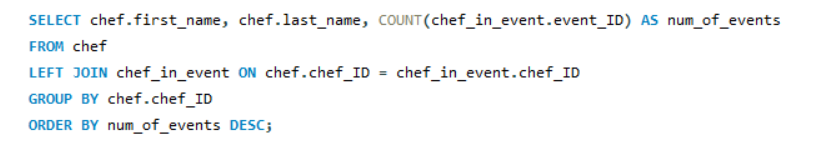 SELECT chef.first_name, chef.last_name, COUNT(chef_in_event.event_ID) AS num_of_events
FROM chef
LEFT JOIN chef_in_event ON chef.chef_ID = chef_in_event.chef_ID
GROUP BY chef.chef_ID
ORDER BY num_of_events DESC;